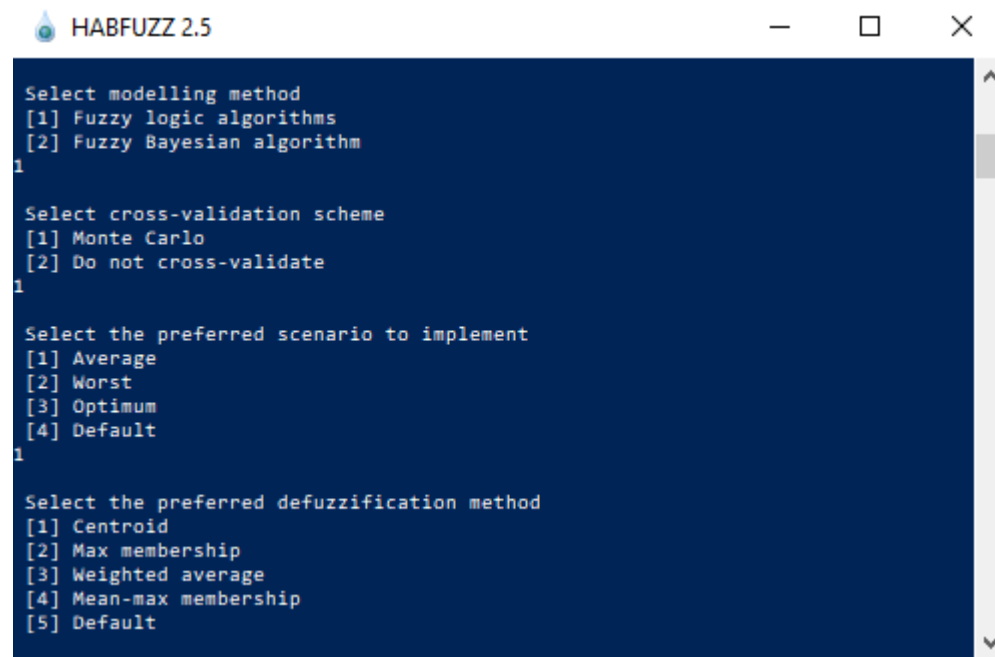 HABFUZZ 2.5
Select modelling method
[1] Fuzzy logic algorithms
[2] Fuzzy Bayesian algorithm
1
Select cross-validation scheme
[1] Monte Carlo
[2] Do not cross-validate
1
Select the preferred scenario to implement
[1] Average
[2] Worst
[3] Optimum
[4] Default
1
Select the preferred defuzzification method
[1] Centroid
[2] Max membership
[3] Weighted average
[4] Mean-max membership
[5] Default